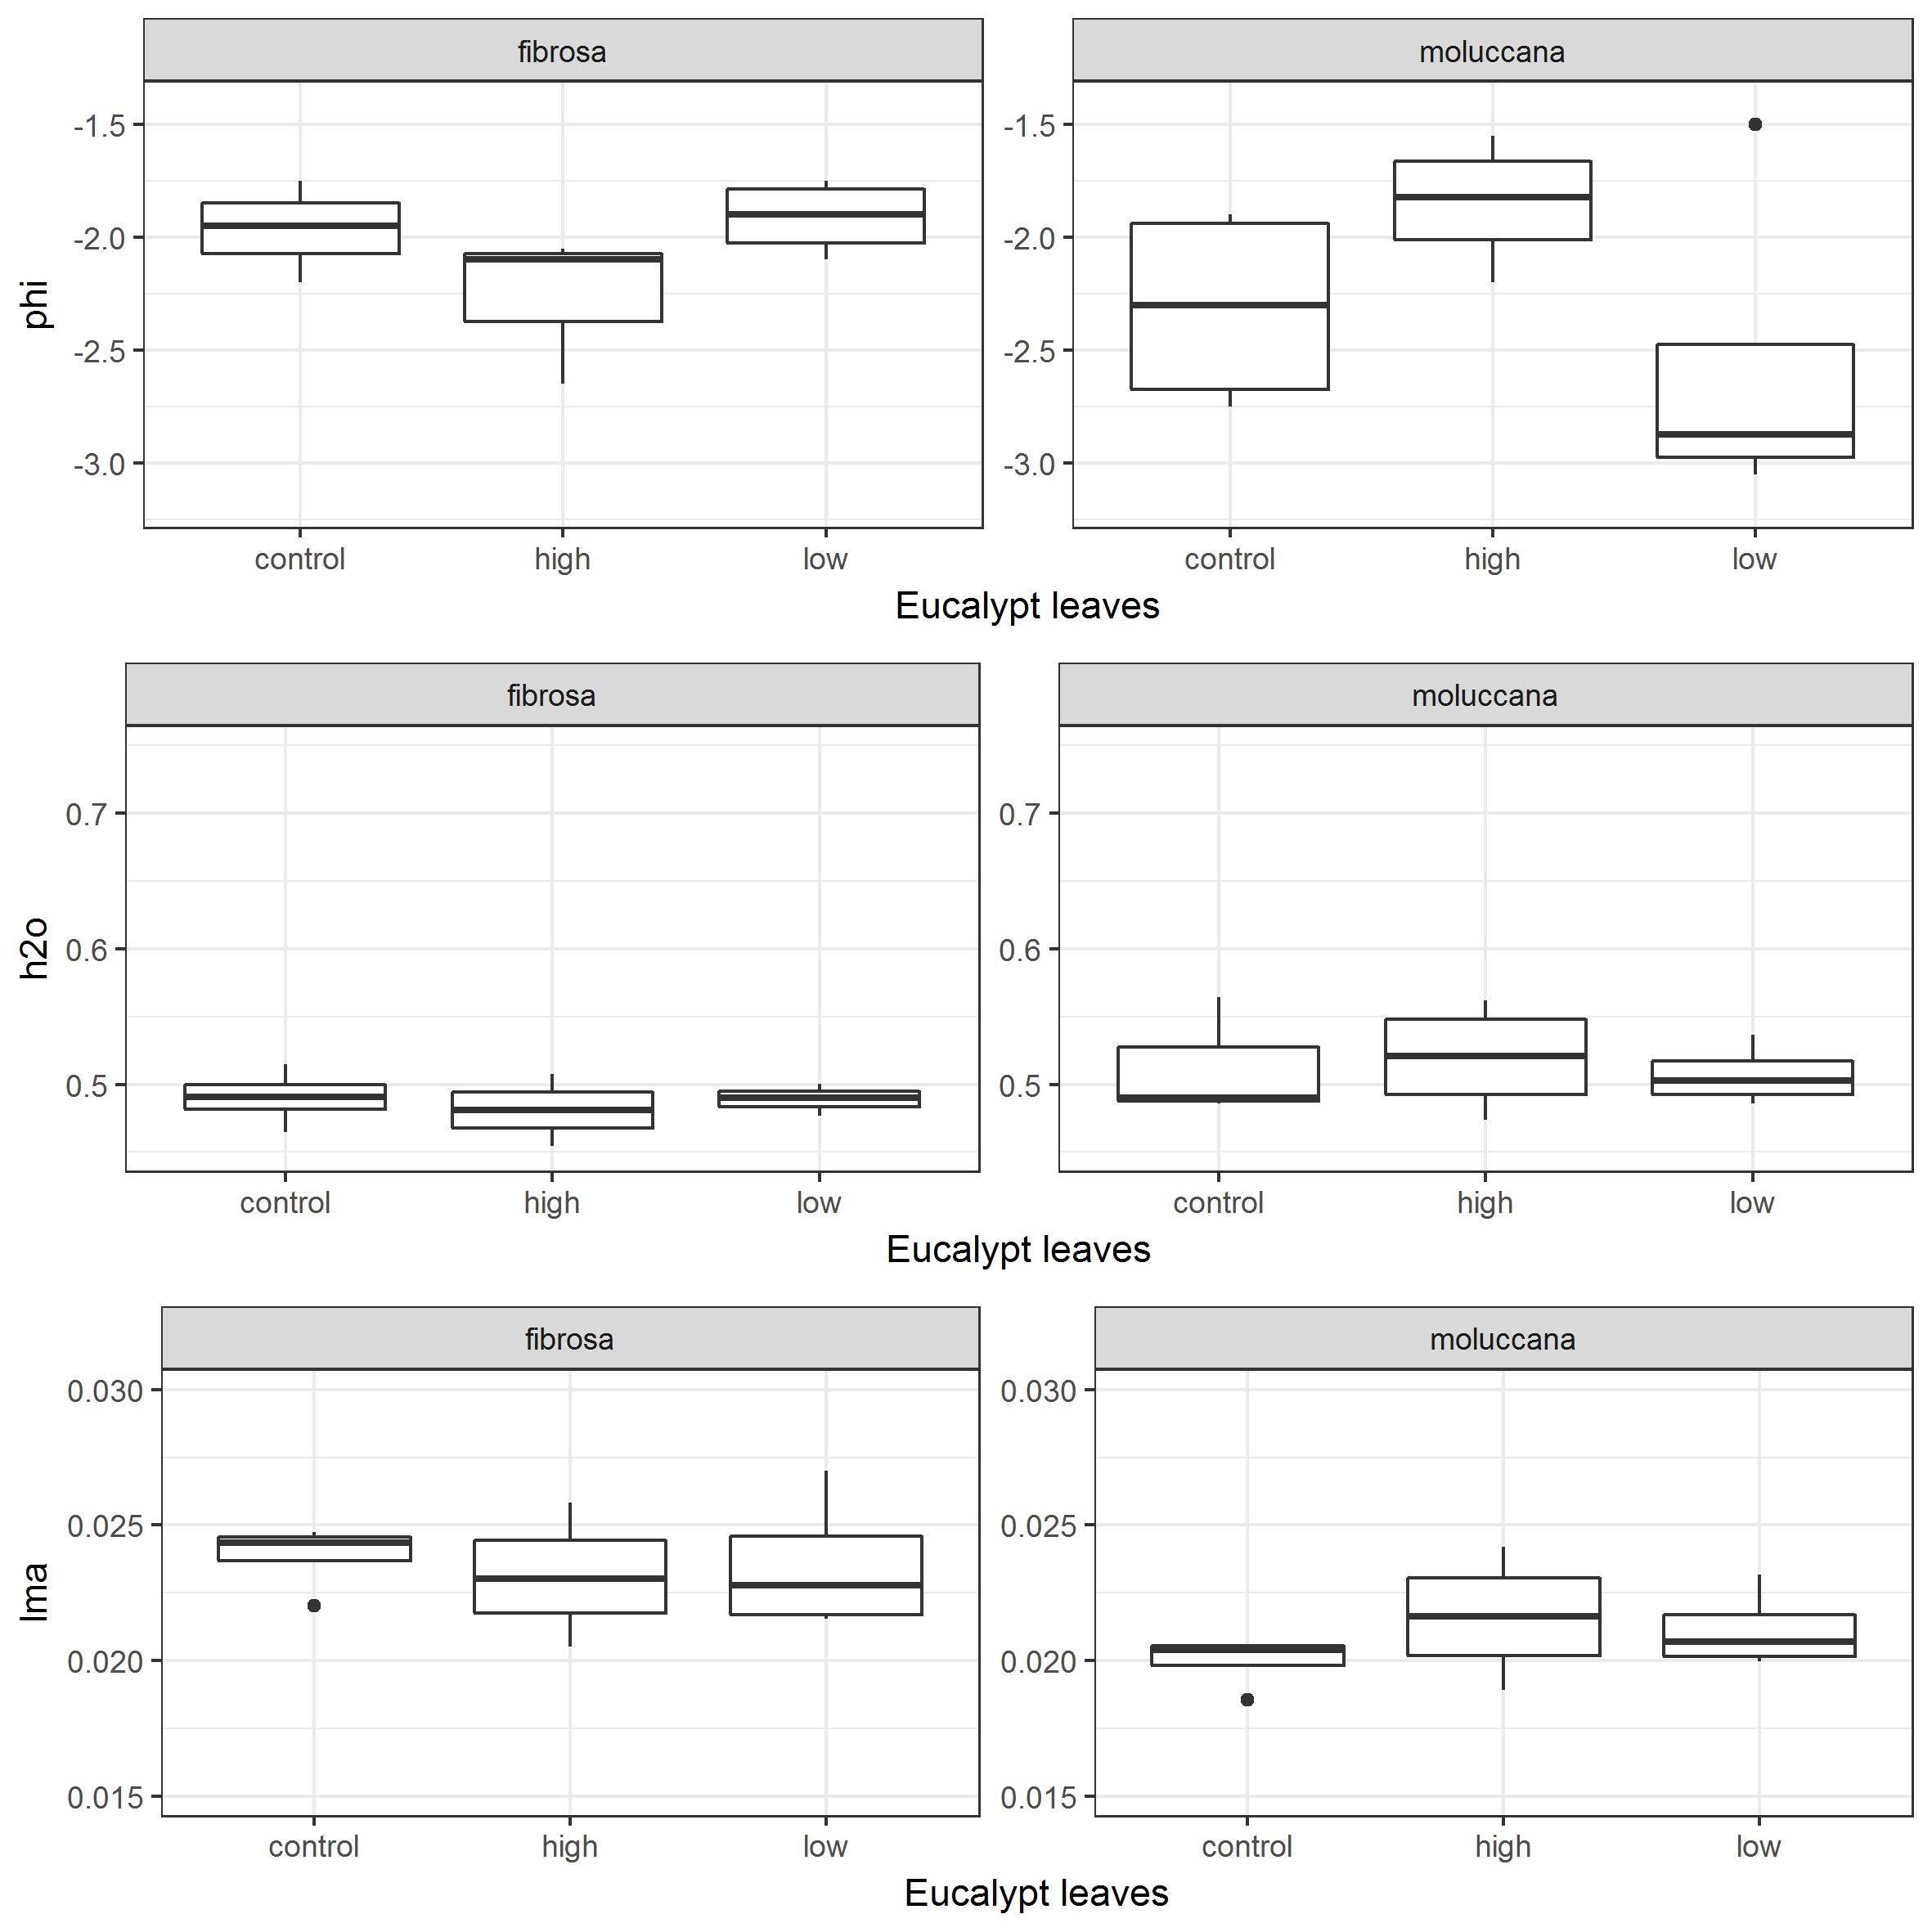 fibrosa moluccana
phi
-1.5 -1.5
-2.0 -2.0
-2.5 -2.5
-3.0 -3.0
control high low control high low
Eucalypt leaves
fibrosa moluccana
h2o
0.7 0.7
0.6 0.6
0.5 0.5
control high low control high low
Eucalypt leaves
fibrosa moluccana
lma
0.030 0.030
0.025 0.025
0.020 0.020
0.015 0.015
control high low control high low
Eucalypt leaves